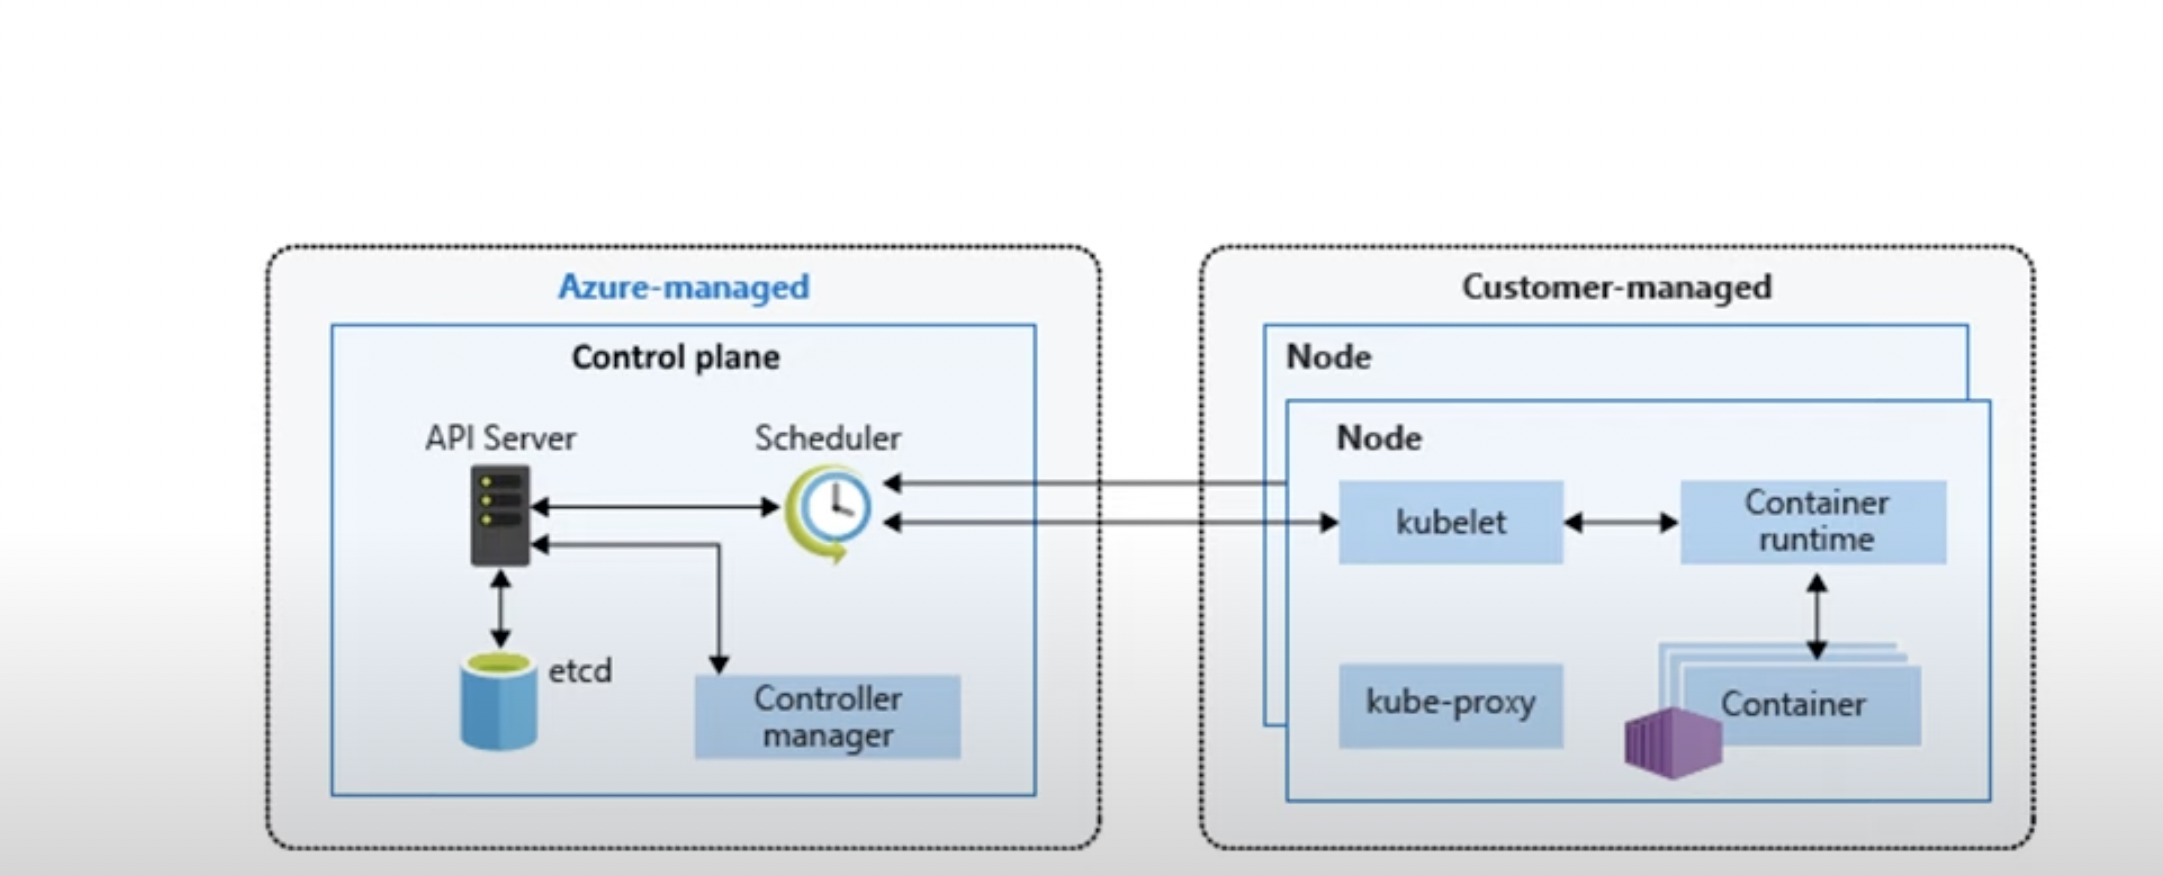 Azure-managed
Control plane
API Server
Scheduler
etcd
Controller
manager
Customer-managed
Node
Node
kubelet
Container
runtime
kube-proxy
Container